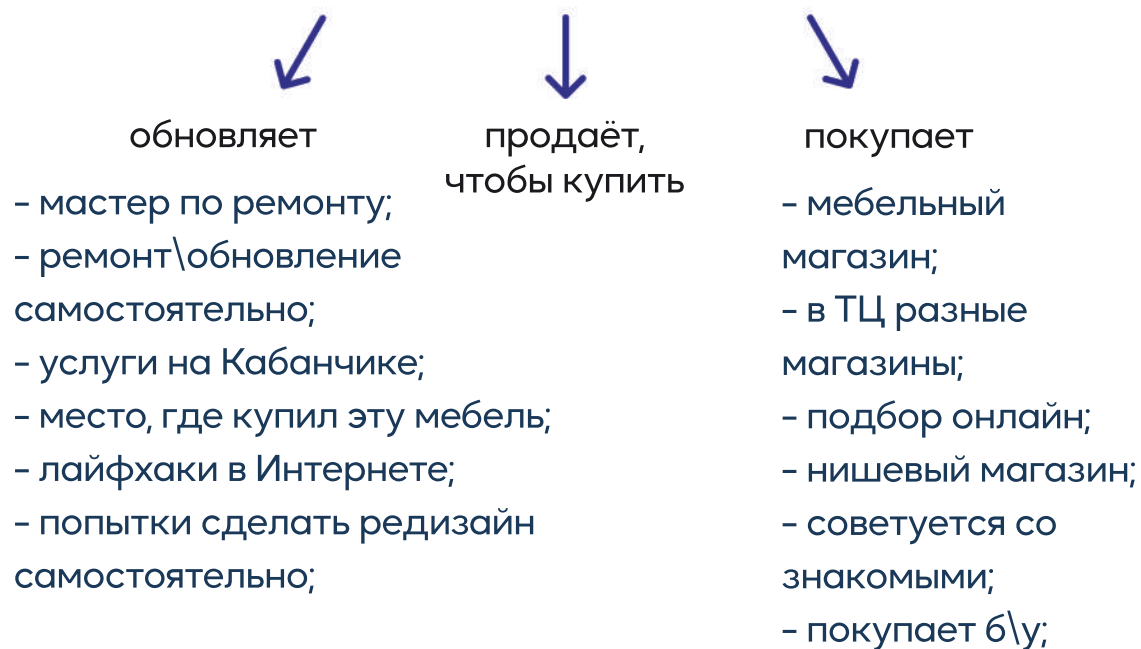 обновляет
- мастер по ремонту;
- ремонт\обновление
самостоятельно;
- услуги на Кабанчике;
- место, где купил эту мебель;
- лайфхаки в Интернете;
- попытки сделать редизайн
самостоятельно;
продаёт,
чтобы купить
покупает
- мебельный
магазин;
- в ТЦ разные
магазины;
- подбор онлайн;
- нишевый магазин;
- советуется со
знакомыми;
- покупает б\у;